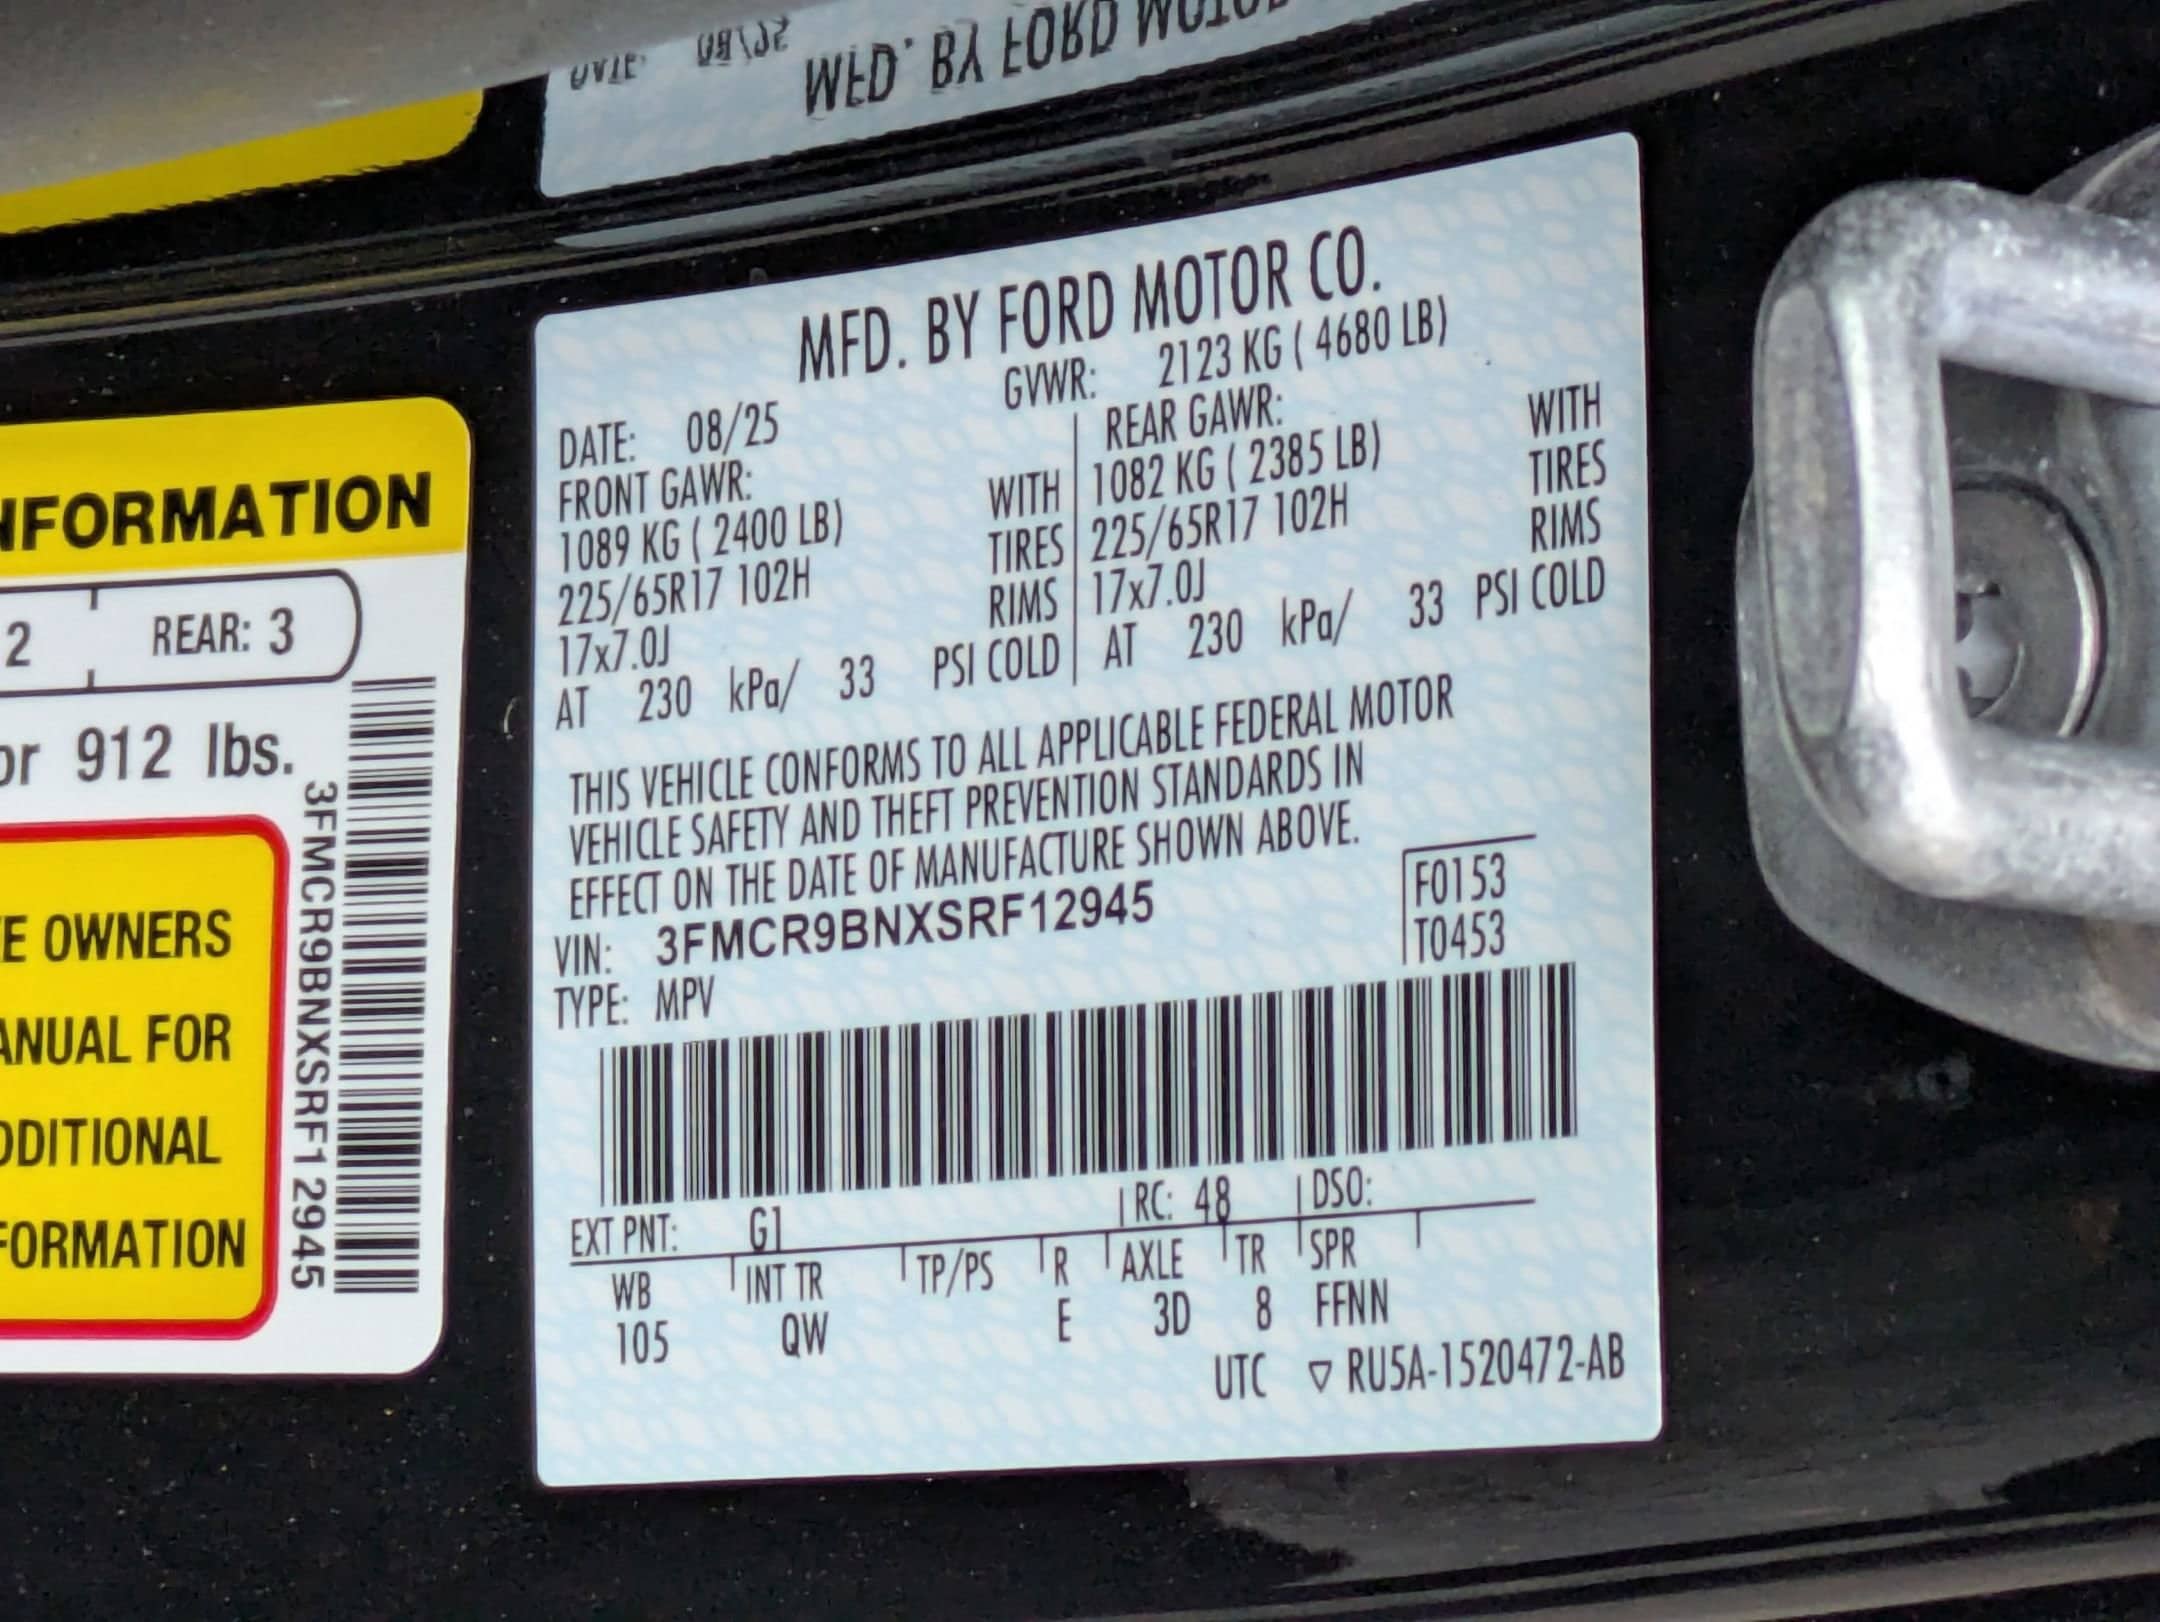 MFD. BY FORD MOTOR CO.
DATE: 08/25 GVWR: 2123 KG ( 4680 LB)
FRONT GAWR: REAR GAWR:
1089 KG ( 2400 LB) WITH 1082 KG ( 2385 LB) WITH
225/65R17 102H TIRES 225/65R17 102H TIRES
17x7.0J RIMS 17x7.0J RIMS
AT 230 kPa/ 33 PSI COLD AT 230 kPa/ 33 PSI COLD
THIS VEHICLE CONFORMS TO ALL APPLICABLE FEDERAL MOTOR
VEHICLE SAFETY AND THEFT PREVENTION STANDARDS IN
EFFECT ON THE DATE OF MANUFACTURE SHOWN ABOVE.
VIN: 3FMCR9BNXSRF12945 F0153
TYPE: MPV T0453
EXT PNT: G1 RC: 48 DSO:
WB INT TR TP/PS R AXLE TR SPR
105 QW E 3D 8 FFNN
UTC ▽ RU5A-1520472-AB
NFORMATION
2 REAR: 3
or 912 lbs.
E OWNERS
ANUAL FOR
DDITIONAL
FORMATION
3FMCR9BNXSRF12945
DATE: 08/25
MFD. BY FORD MOTOR